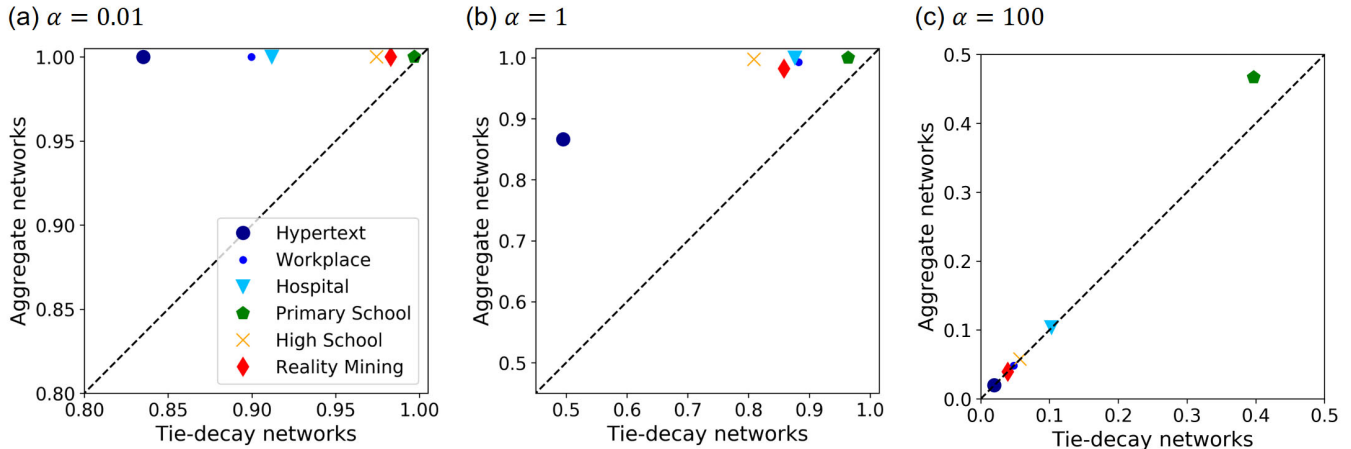 (a) α = 0.01
1.00
0.95
0.90
0.85
0.80
0.80 0.85 0.90 0.95 1.00
Aggregate networks
Tie-decay networks
Hypertext
Workplace
Hospital
Primary School
High School
Reality Mining
(b) α = 1
1.0
0.9
0.8
0.7
0.6
0.5
0.5 0.6 0.7 0.8 0.9 1.0
Aggregate networks
Tie-decay networks
(c) α = 100
0.5
0.4
0.3
0.2
0.1
0.0
0.0 0.1 0.2 0.3 0.4 0.5
Aggregate networks
Tie-decay networks